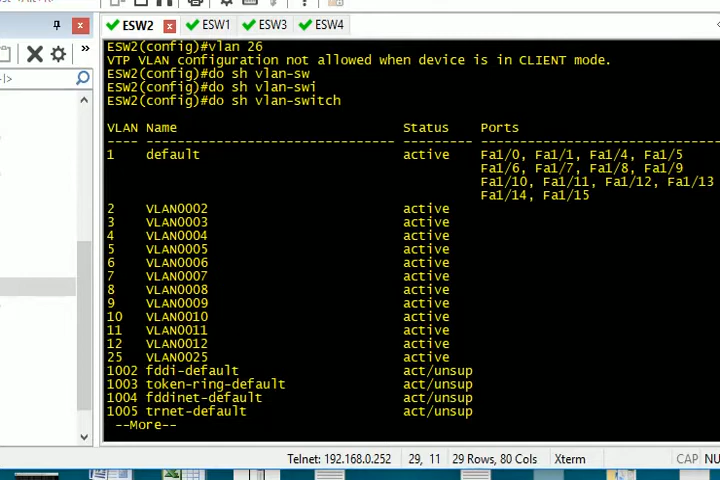 ESW2
ESW1
ESW3
ESW4
ESW2(config)#vlan 26
VTP VLAN configuration not allowed when device is in CLIENT mode.
ESW2(config)#do sh vlan-sw
ESW2(config)#do sh vlan-swi
ESW2(config)#do sh vlan-switch
VLAN Name Status Ports
---- -------------------------------- --------- -------------------------------
1 default active Fa1/0, Fa1/1, Fa1/4, Fa1/5
Fa1/6, Fa1/7, Fa1/8, Fa1/9
Fa1/10, Fa1/11, Fa1/12, Fa1/13
Fa1/14, Fa1/15
2 VLAN0002 active
3 VLAN0003 active
4 VLAN0004 active
5 VLAN0005 active
6 VLAN0006 active
7 VLAN0007 active
8 VLAN0008 active
9 VLAN0009 active
10 VLAN0010 active
11 VLAN0011 active
12 VLAN0012 active
25 VLAN0025 active
1002 fddi-default act/unsup
1003 token-ring-default act/unsup
1004 fddinet-default act/unsup
1005 trnet-default act/unsup
--More--
Telnet: 192.168.0.252 29, 11 29 Rows, 80 Cols Xterm CAP NU